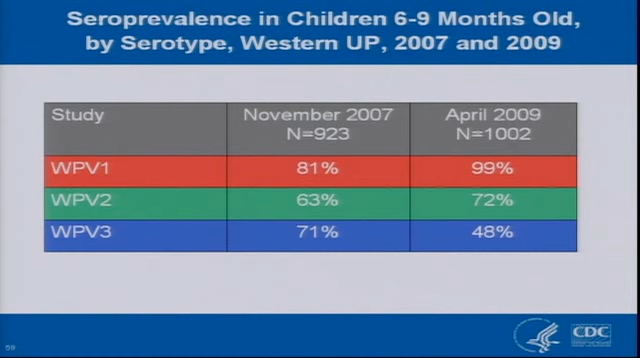 Seroprevalence in Children 6-9 Months Old,
by Serotype, Western UP, 2007 and 2009
Study November 2007 April 2009
N=923 N=1002
WPV1 81% 99%
WPV2 63% 72%
WPV3 71% 48%
59
CDC